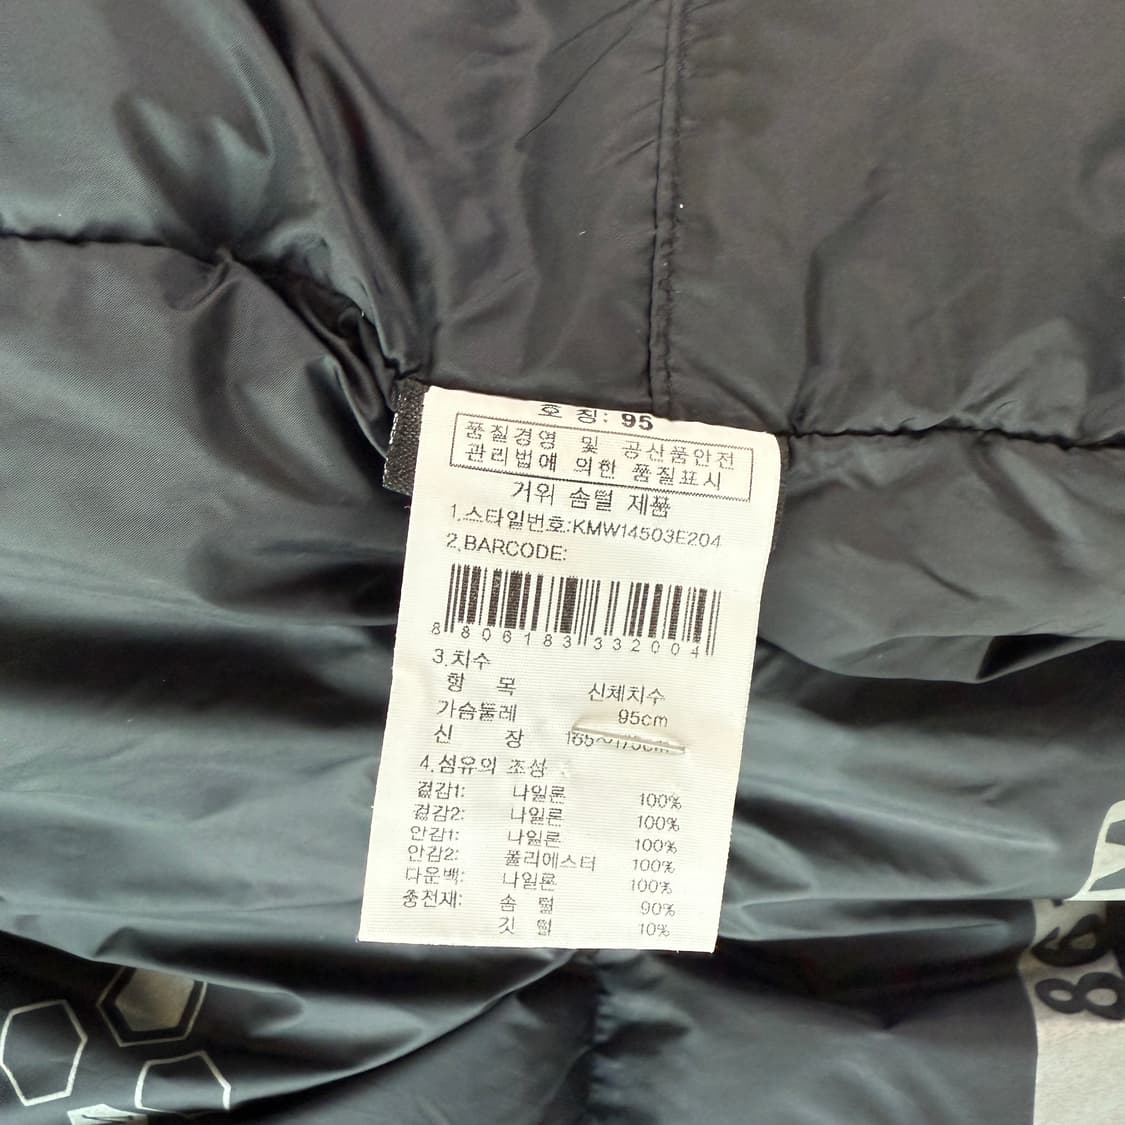 호 칭: 95
품질경영 및 공산품안전
관리법에 의한 품질표시
거위 솜털 제품
1.스타일번호:KMW14503E204
2.BARCODE:
8 806183 332004
3.치수
항 목 신체치수
가슴둘레 95cm
신 장 165~175cm
4.섬유의 조성
겉감1: 나일론 100%
겉감2: 나일론 100%
안감1: 나일론 100%
안감2: 폴리에스터 100%
다운백: 나일론 100%
충전재: 솜 털 90%
깃 털 10%